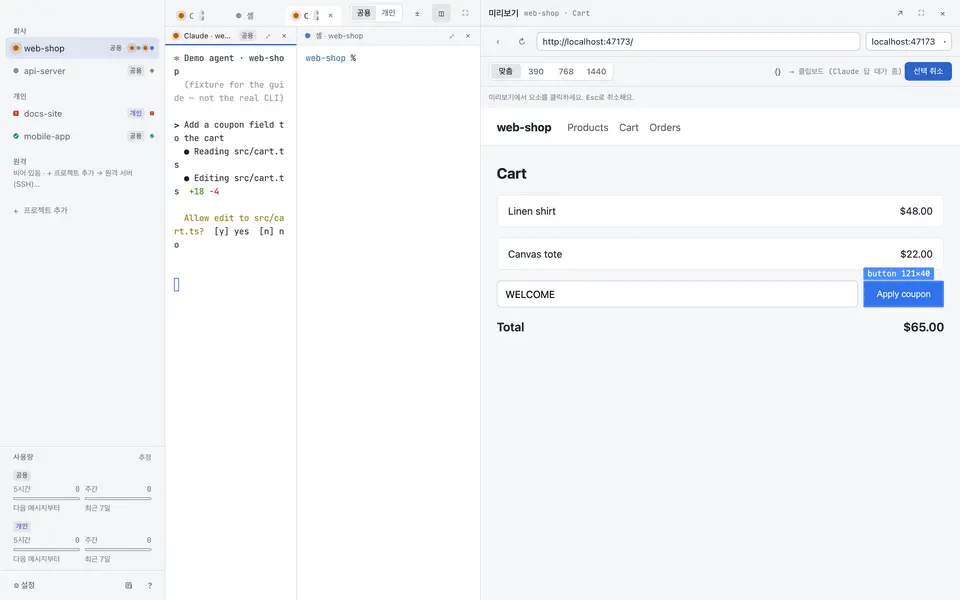 회사
web-shop 공용
api-server 공용
개인
docs-site 개인
mobile-app 공용
원격
비어 있음 · + 프로젝트 추가 → 원격 서버
(SSH)...
+ 프로젝트 추가
사용량 추정
공용
5시간 0 주간 0
다음 메시지부터 최근 7일
개인
5시간 0 주간 0
다음 메시지부터 최근 7일
설정 ?
C 셸 C × 공용 개인 ±
Claude · we... 공용 ×
* Demo agent · web-sho
p
(fixture for the gui
de — not the real CLI)
> Add a coupon field t
o the cart
● Reading src/cart.t
s
● Editing src/cart.t
s +18 -4
Allow edit to src/ca
rt.ts? [y] yes [n] n
o
셸 · web-shop ×
web-shop %
미리보기 web-shop · Cart ↗ ×
http://localhost:47173/ localhost:47173
맞춤 390 768 1440 {} → 클립보드 (Claude 답 대기 중) 선택 취소
미리보기에서 요소를 클릭하세요. Esc로 취소해요.
web-shop Products Cart Orders
Cart
Linen shirt $48.00
Canvas tote $22.00
button 121×40
WELCOME Apply coupon
Total $65.00